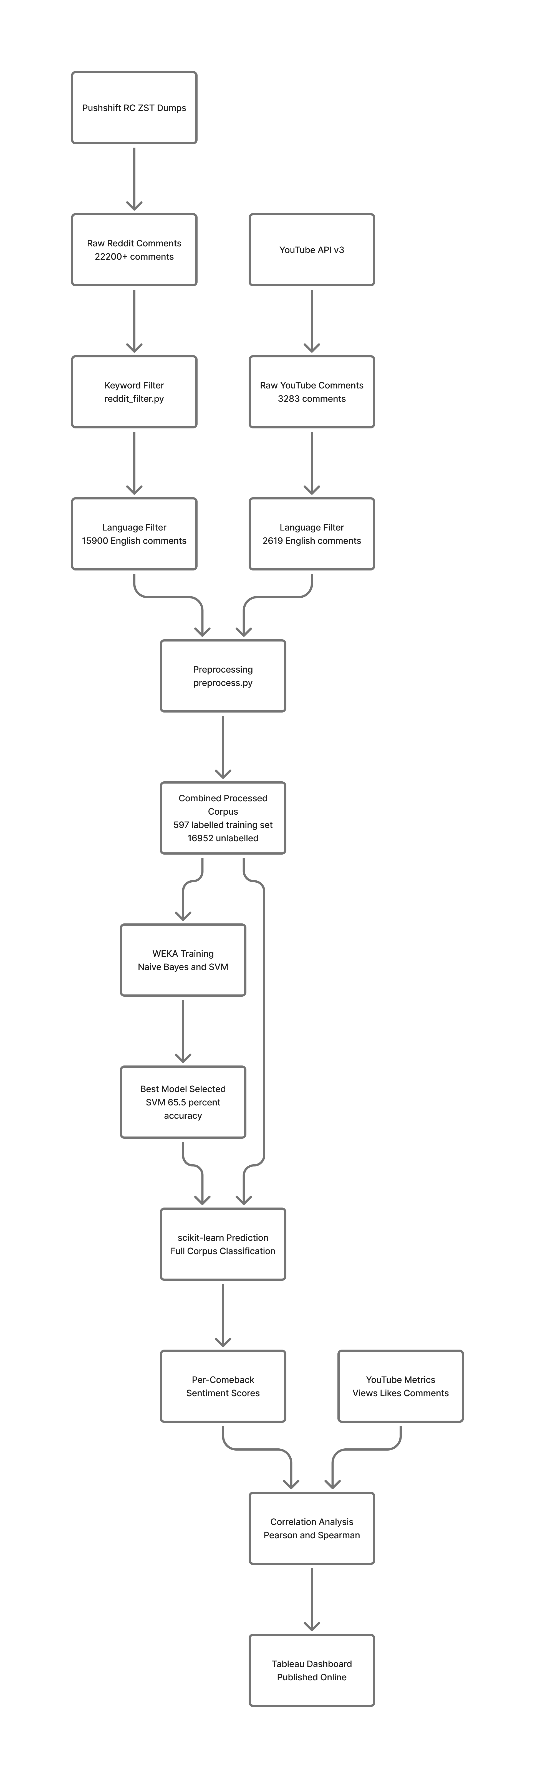 Pushshift RC ZST Dumps
Raw Reddit Comments
22200+ comments
YouTube API v3
Keyword Filter
reddit_filter.py
Raw YouTube Comments
3283 comments
Language Filter
15900 English comments
Language Filter
2619 English comments
Preprocessing
preprocess.py
Combined Processed
Corpus
597 labelled training set
16952 unlabelled
WEKA Training
Naive Bayes and SVM
Best Model Selected
SVM 65.5 percent
accuracy
scikit-learn Prediction
Full Corpus Classification
Per-Comeback
Sentiment Scores
YouTube Metrics
Views Likes Comments
Correlation Analysis
Pearson and Spearman
Tableau Dashboard
Published Online